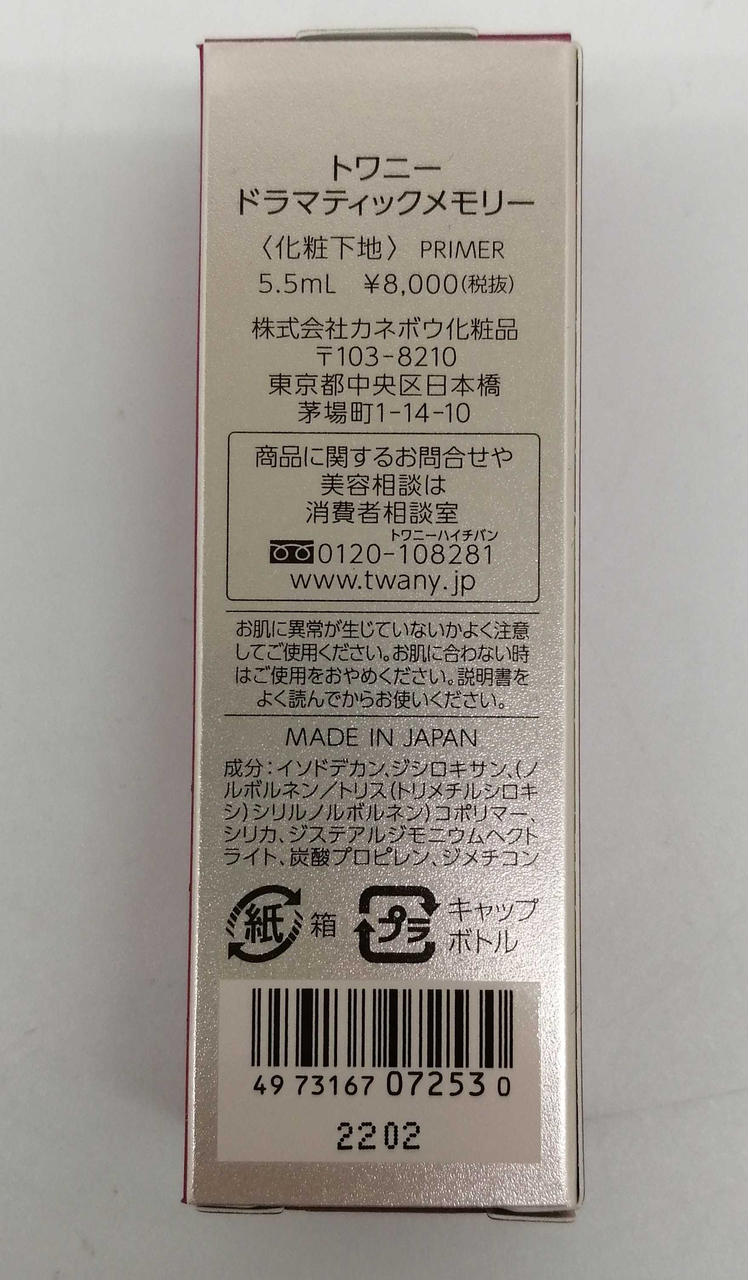 トワニー
ドラマティックメモリー
〈化粧下地〉 PRIMER
5.5mL ¥8,000(税抜)
株式会社カネボウ化粧品
〒103-8210
東京都中央区日本橋
茅場町1-14-10
商品に関するお問合せや
美容相談は
消費者相談室
トワニーハイチバン
0120-108281
www.twany.jp
お肌に異常が生じていないかよく注意
してご使用ください。お肌に合わない時
はご使用をおやめください。説明書を
よく読んでからお使いください。
MADE IN JAPAN
成分：イソドデカン、ジシロキサン、(ノ
ルボルネン／トリス(トリメチルシロキ
シ)シリルノルボルネン)コポリマー、
シリカ、ジステアルジモニウムヘクト
ライト、炭酸プロピレン、ジメチコン
紙 箱
プラ キャップ
ボトル
49 73167 07253 0
2202